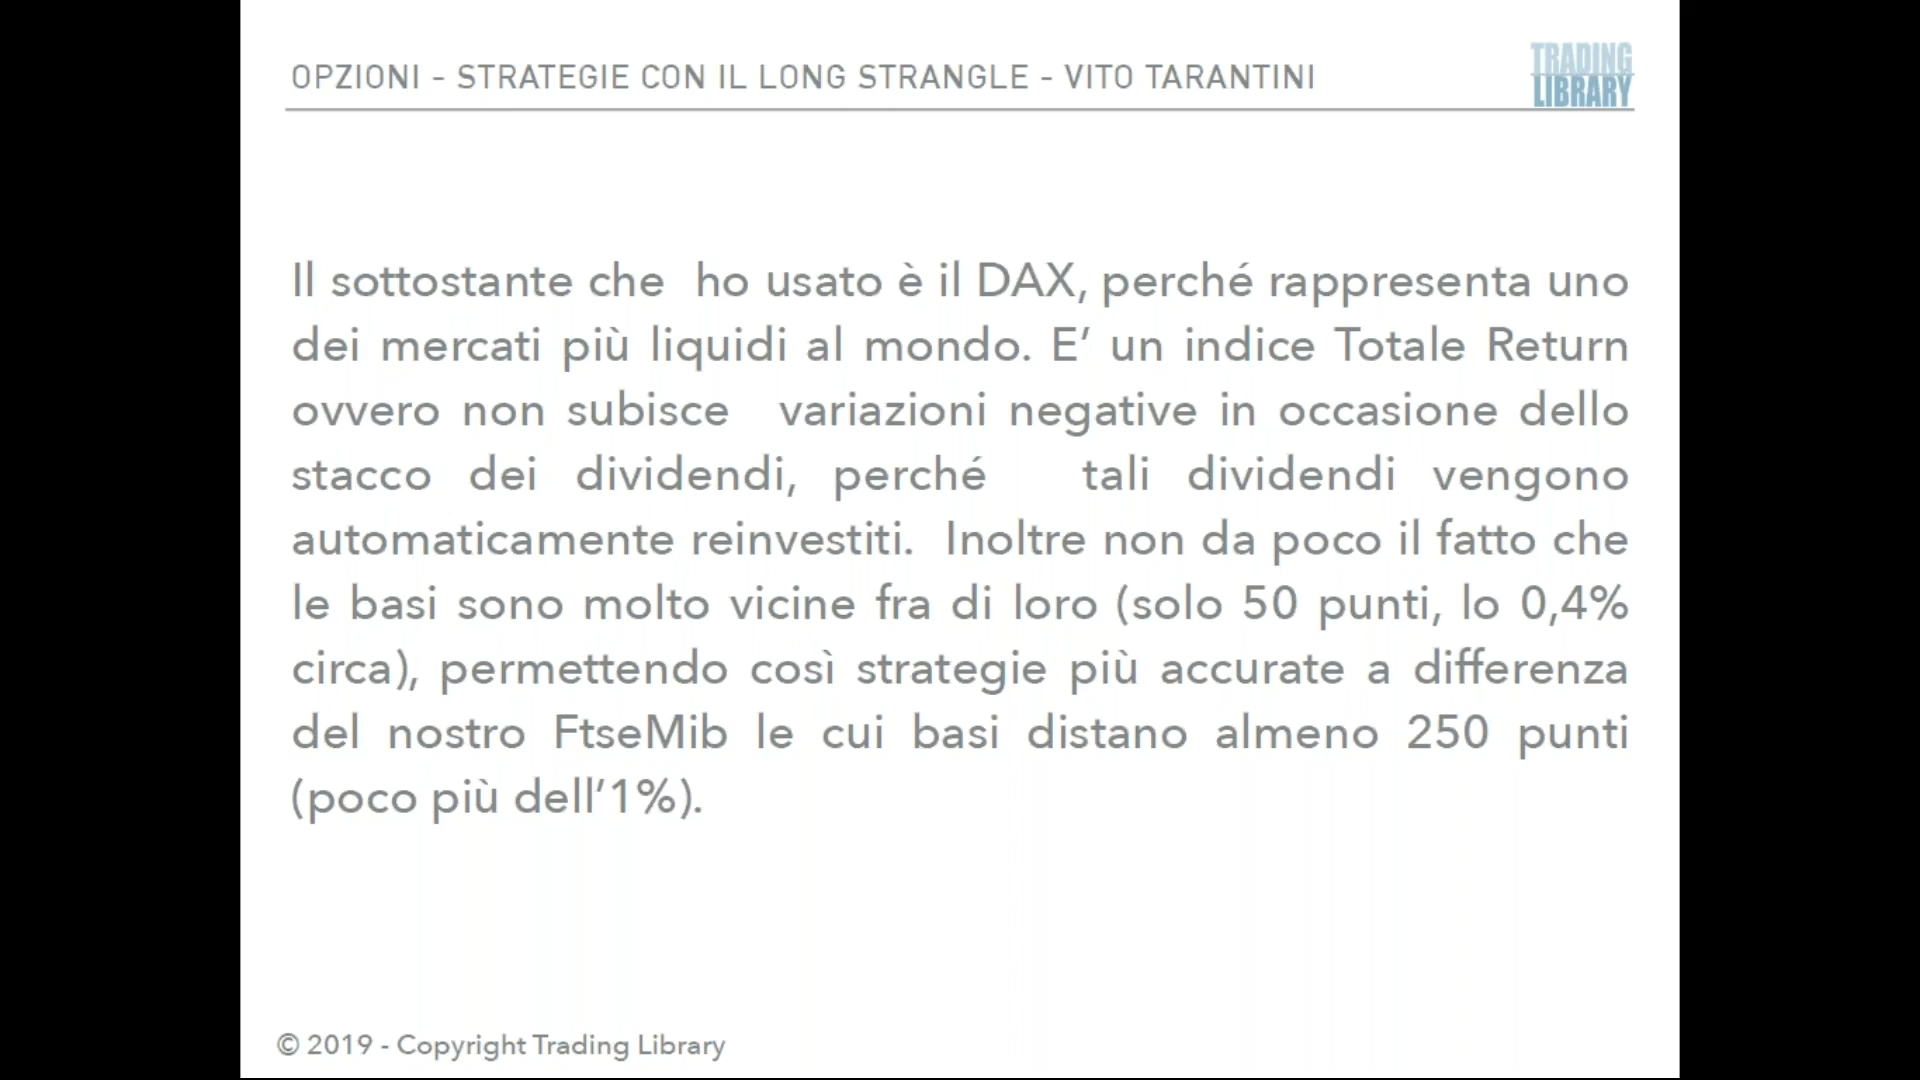 OPZIONI - STRATEGIE CON IL LONG STRANGLE - VITO TARANTINI
TRADING
LIBRARY
Il sottostante che ho usato è il DAX, perché rappresenta uno
dei mercati più liquidi al mondo. E’ un indice Totale Return
ovvero non subisce variazioni negative in occasione dello
stacco dei dividendi, perché tali dividendi vengono
automaticamente reinvestiti. Inoltre non da poco il fatto che
le basi sono molto vicine fra di loro (solo 50 punti, lo 0,4%
circa), permettendo così strategie più accurate a differenza
del nostro FtseMib le cui basi distano almeno 250 punti
(poco più dell’1%).
© 2019 - Copyright Trading Library